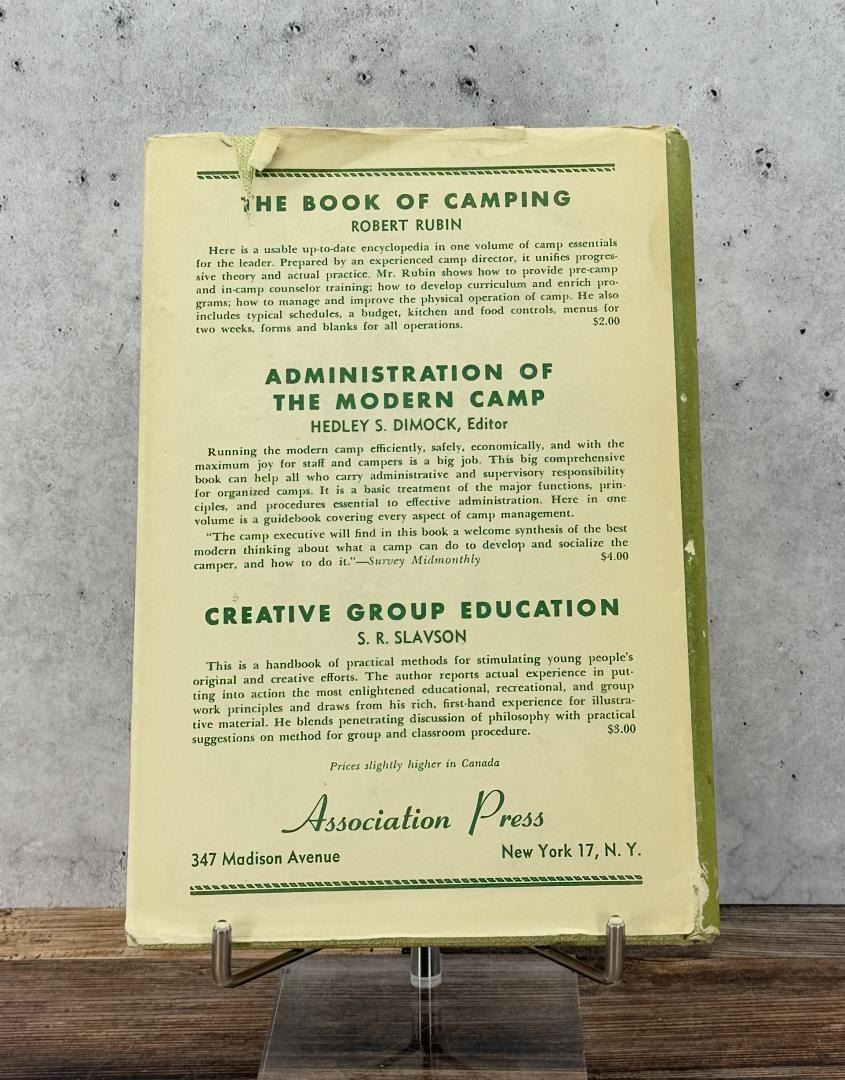 THE BOOK OF CAMPING
ROBERT RUBIN
Here is a usable up-to-date encyclopedia in one volume of camp essentials
for the leader. Prepared by an experienced camp director, it unifies progres-
sive theory and actual practice. Mr. Rubin shows how to provide pre-camp
and in-camp counselor training; how to develop curriculum and enrich pro-
grams; how to manage and improve the physical operation of camp. He also
includes typical schedules, a budget, kitchen and food controls, menus for
two weeks, forms and blanks for all operations. $2.00
ADMINISTRATION OF
THE MODERN CAMP
HEDLEY S. DIMOCK, Editor
Running the modern camp efficiently, safely, economically, and with the
maximum joy for staff and campers is a big job. This big comprehensive
book can help all who carry administrative and supervisory responsibility
for organized camps. It is a basic treatment of the major functions, prin-
ciples, and procedures essential to effective administration. Here in one
volume is a guidebook covering every aspect of camp management.
"The camp executive will find in this book a welcome synthesis of the best
modern thinking about what a camp can do to develop and socialize the
camper, and how to do it."—Survey Midmonthly $4.00
CREATIVE GROUP EDUCATION
S. R. SLAVSON
This is a handbook of practical methods for stimulating young people's
original and creative efforts. The author reports actual experience in put-
ting into action the most enlightened educational, recreational, and group
work principles and draws from his rich, first-hand experience for illustra-
tive material. He blends penetrating discussion of philosophy with practical
suggestions on method for group and classroom procedure. $3.00
Prices slightly higher in Canada
Association Press
347 Madison Avenue New York 17, N. Y.